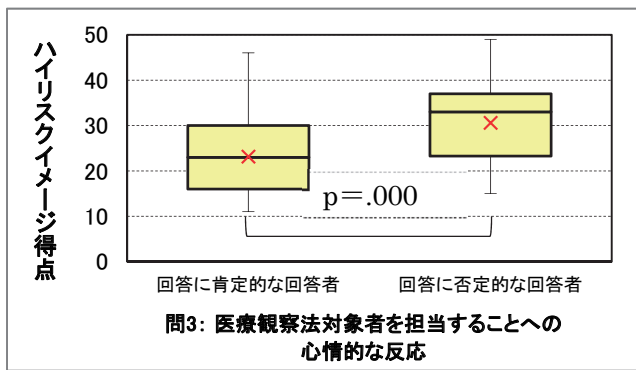 ハイリスクイメージ得点
50
40
30
20
10
0
p＝.000
回答に肯定的な回答者
回答に否定的な回答者
問3: 医療観察法対象者を担当することへの
心情的な反応